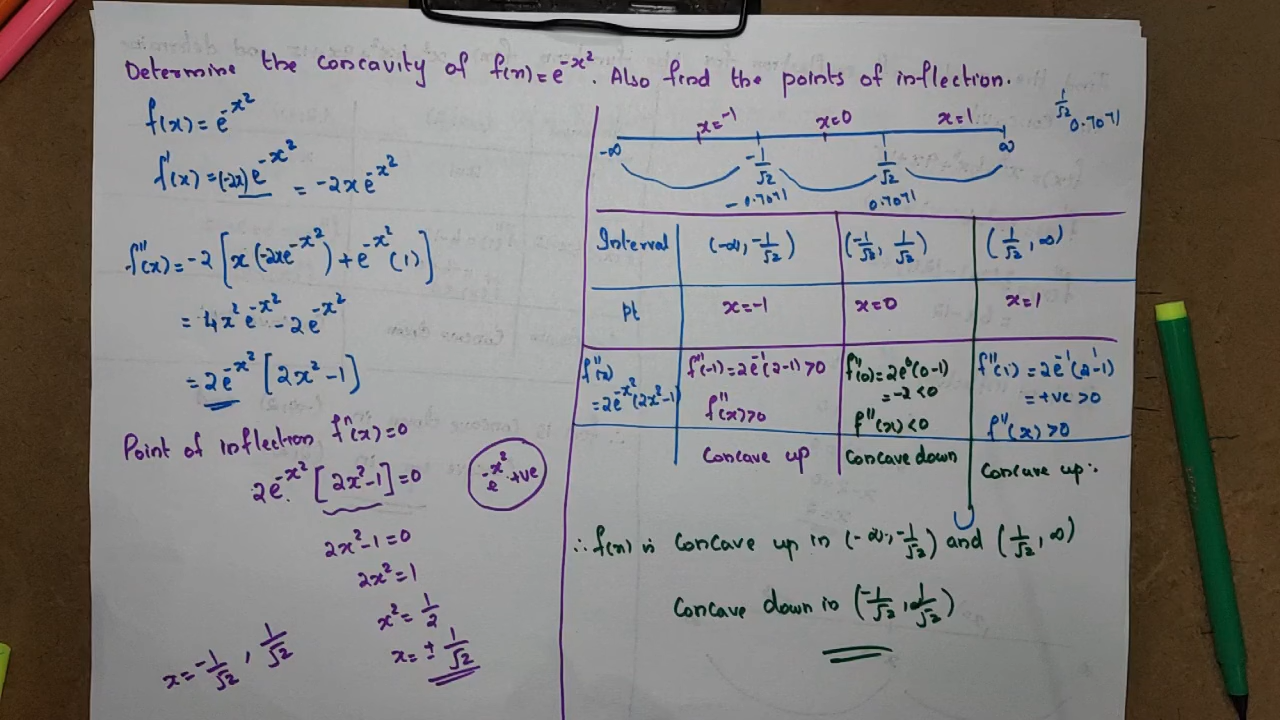 Determine the concavity of f(x)=e^{-x²}. Also find the points of inflection.
f(x)=e^{-x²}
f'(x)=(-2x)e^{-x²} = -2xe^{-x²}
f''(x)=-2[x(-2xe^{-x²})+e^{-x²}(1)]
=4x²e^{-x²}-2e^{-x²}
=2e^{-x²}[2x²-1]
Point of inflection f''(x)=0
2e^{-x²}[2x²-1]=0
e^{-x²} +ve
2x²-1=0
2x²=1
x²=1/2
x=±1/√2
x=-1/√2, 1/√2
x=-1 x=0 x=1
1/√2 0.7071
-∞ -1/√2 1/√2 ∞
-0.7071 0.7071
Interval (-∞,-1/√2) (-1/√2, 1/√2) (1/√2,∞)
Pt x=-1 x=0 x=1
f''(x) f''(-1)=2e^{-1}(2-1)>0 f''(0)=2e^0(0-1) f''(1)=2e^{-1}(2-1)
=2e^{-x²}(2x²-1) =-2<0 =+ve>0
f''(x)>0 f''(x)<0 f''(x)>0
Concave up Concave down Concave up
∴f(x) is concave up in (-∞,-1/√2) and (1/√2,∞)
Concave down in (-1/√2, 1/√2)